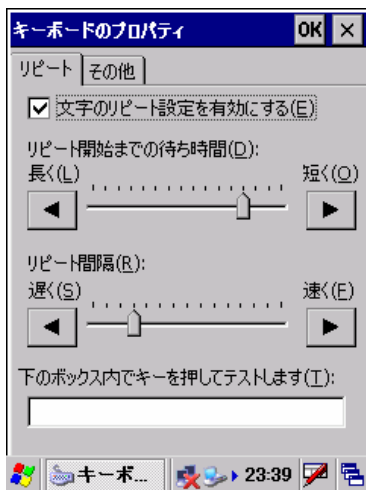 キーボードのプロパティ OK ×
リピート その他
文字のリピート設定を有効にする(E)
リピート開始までの待ち時間(D):
長く(L) 短く(O)
リピート間隔(R):
遅く(S) 速く(F)
下のボックス内でキーを押してテストします(T):
キーボ... 23:39